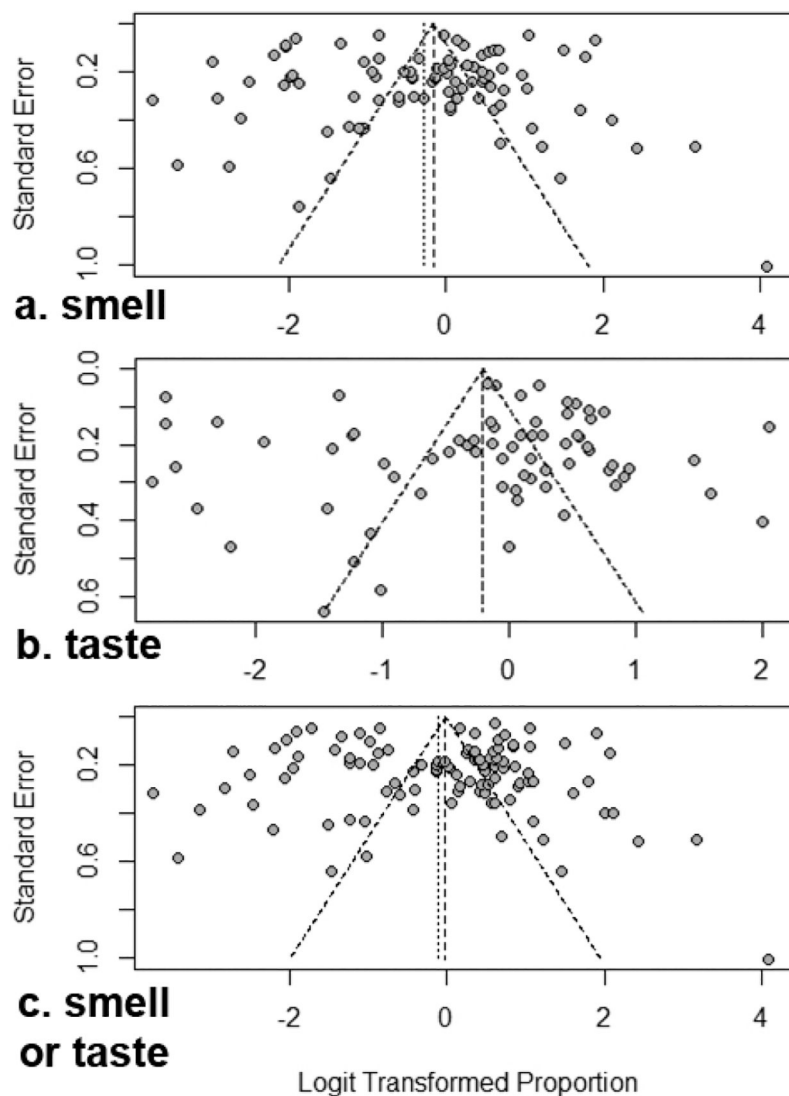 Standard Error
0.2
0.6
1.0
-2
0
2
4
a. smell
Standard Error
0.0
0.2
0.4
0.6
-2
-1
0
1
2
b. taste
Standard Error
0.2
0.6
1.0
-2
0
2
4
c. smell
or taste
Logit Transformed Proportion